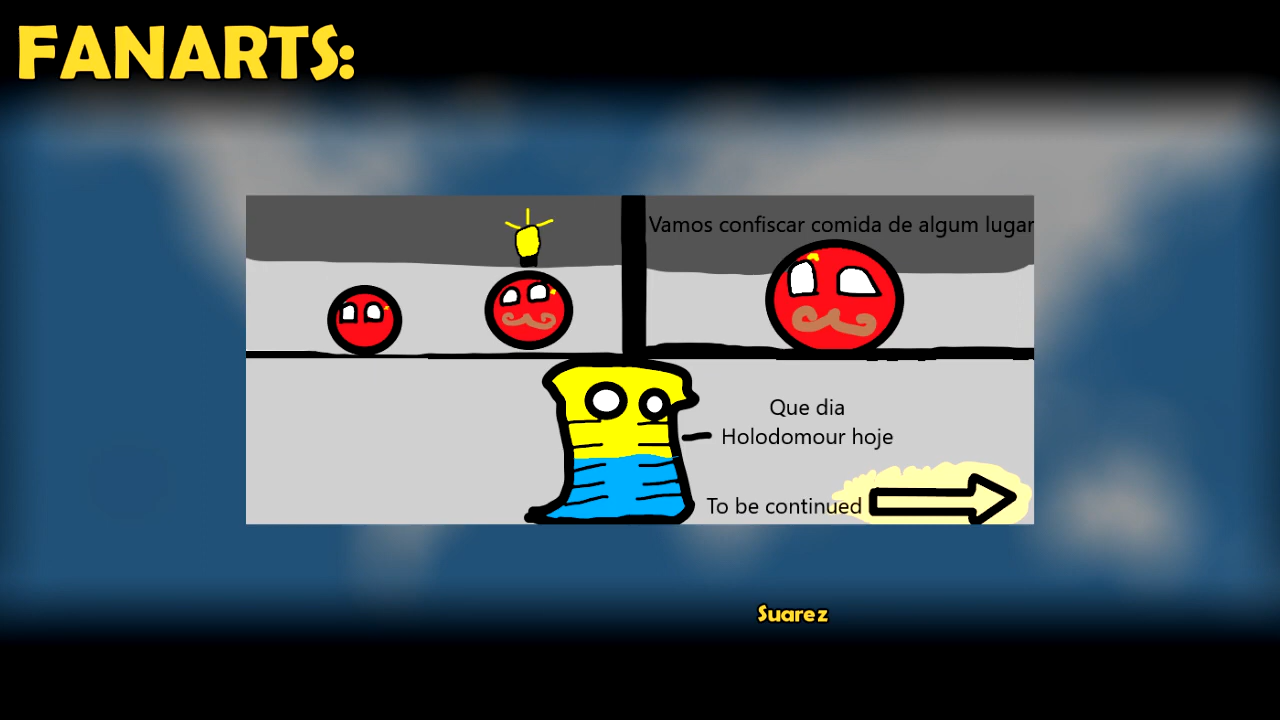 FANARTS:
Vamos confiscar comida de algum lugar
Que dia
Holodomour hoje
To be continued
Suarez